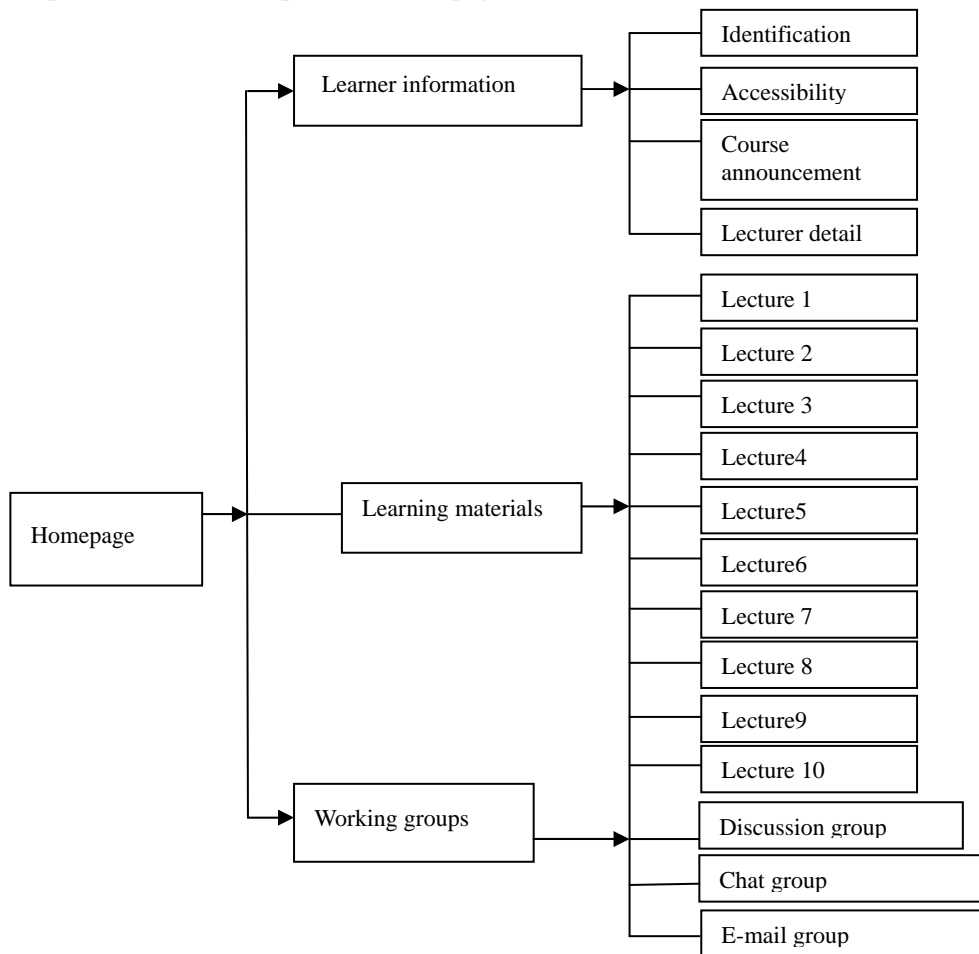 Identification
Learner information
Accessibility
Course
announcement
Lecturer detail
Lecture 1
Lecture 2
Lecture 3
Lecture4
Homepage
Learning materials
Lecture5
Lecture6
Lecture 7
Lecture 8
Lecture9
Lecture 10
Working groups
Discussion group
Chat group
E-mail group